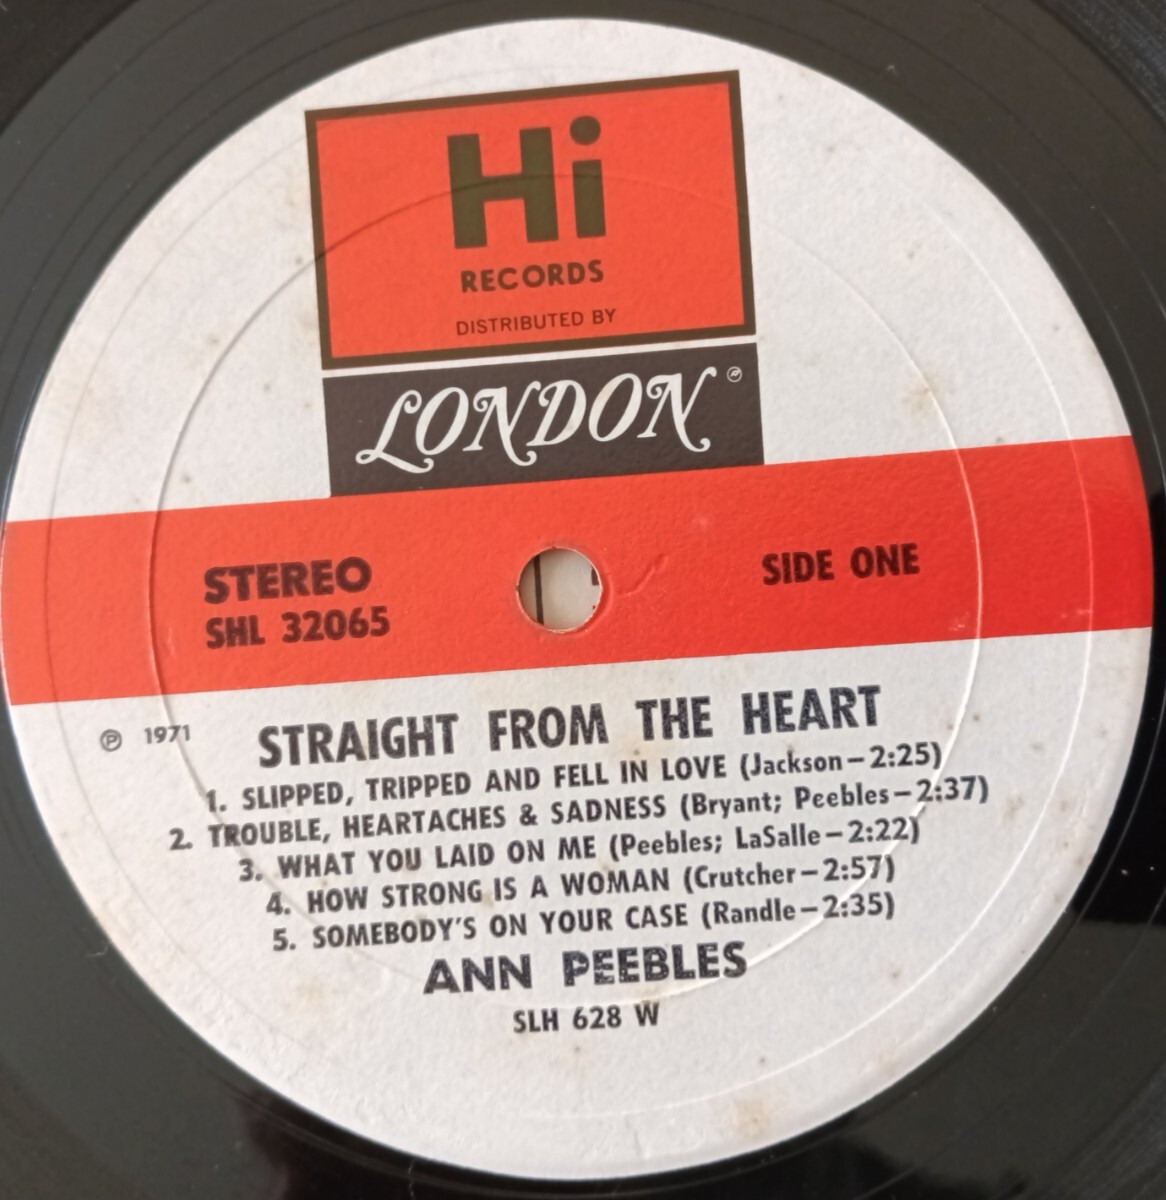 Hi
RECORDS
DISTRIBUTED BY
LONDON®
STEREO
SHL 32065
SIDE ONE
℗ 1971
STRAIGHT FROM THE HEART
1. SLIPPED, TRIPPED AND FELL IN LOVE (Jackson—2:25)
2. TROUBLE, HEARTACHES & SADNESS (Bryant; Peebles—2:37)
3. WHAT YOU LAID ON ME (Peebles; LaSalle—2:22)
4. HOW STRONG IS A WOMAN (Crutcher—2:57)
5. SOMEBODY'S ON YOUR CASE (Randle—2:35)
ANN PEEBLES
SLH 628 W